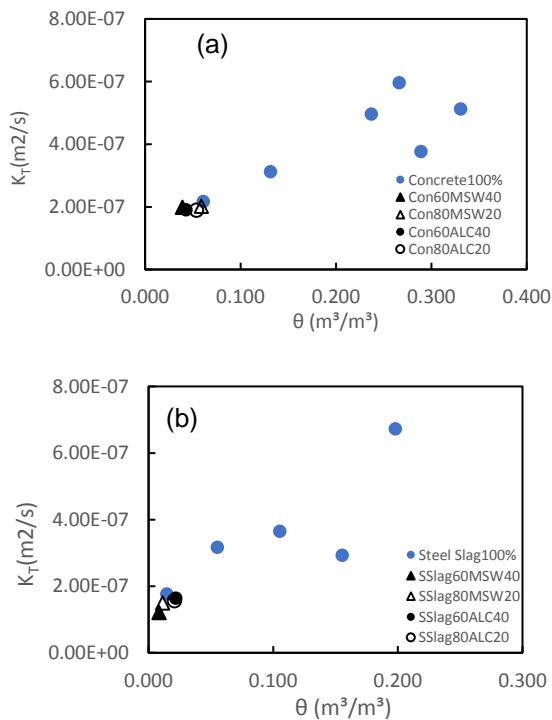 (a)
8.00E-07
6.00E-07
4.00E-07
2.00E-07
0.00E+00
K_T(m2/s)
Concrete100%
Con60MSW40
Con80MSW20
Con60ALC40
Con80ALC20
0.000 0.100 0.200 0.300 0.400
θ (m³/m³)
(b)
8.00E-07
6.00E-07
4.00E-07
2.00E-07
0.00E+00
K_T(m2/s)
Steel Slag100%
SSlag60MSW40
SSlag80MSW20
SSlag60ALC40
SSlag80ALC20
0.000 0.100 0.200 0.300
θ (m³/m³)